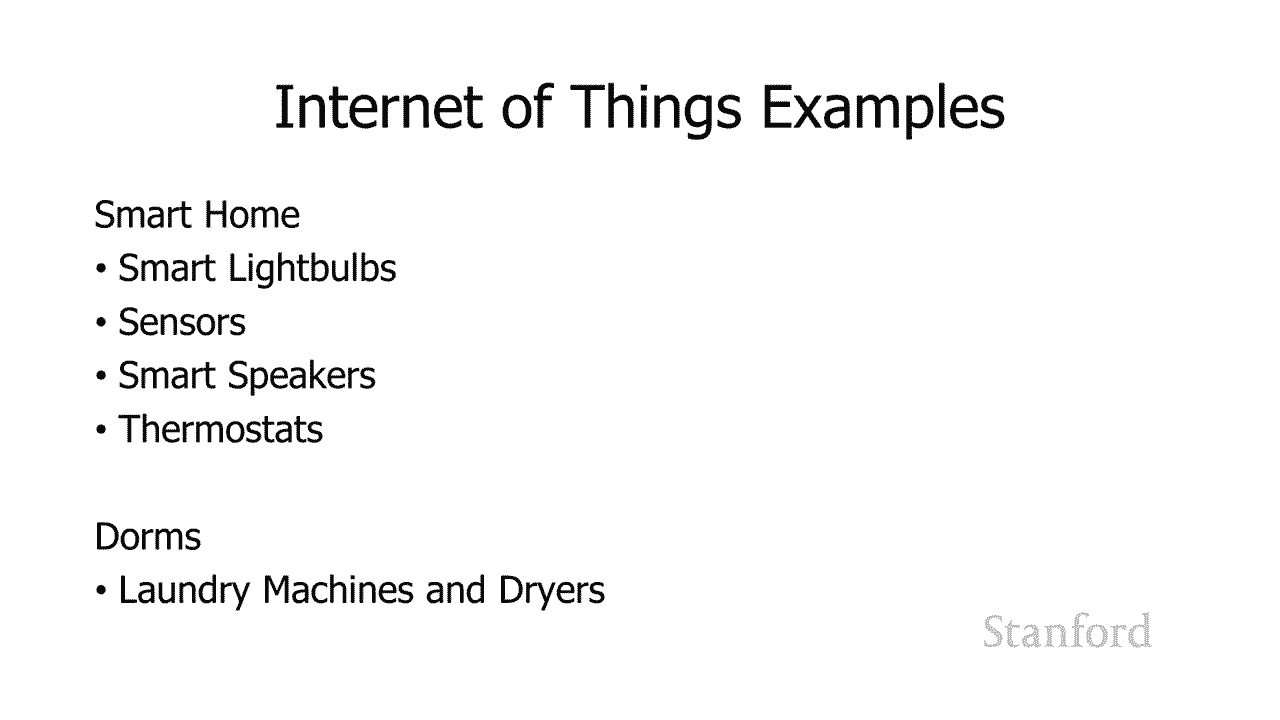 Internet of Things Examples
Smart Home
• Smart Lightbulbs
• Sensors
• Smart Speakers
• Thermostats
Dorms
• Laundry Machines and Dryers
Stanford